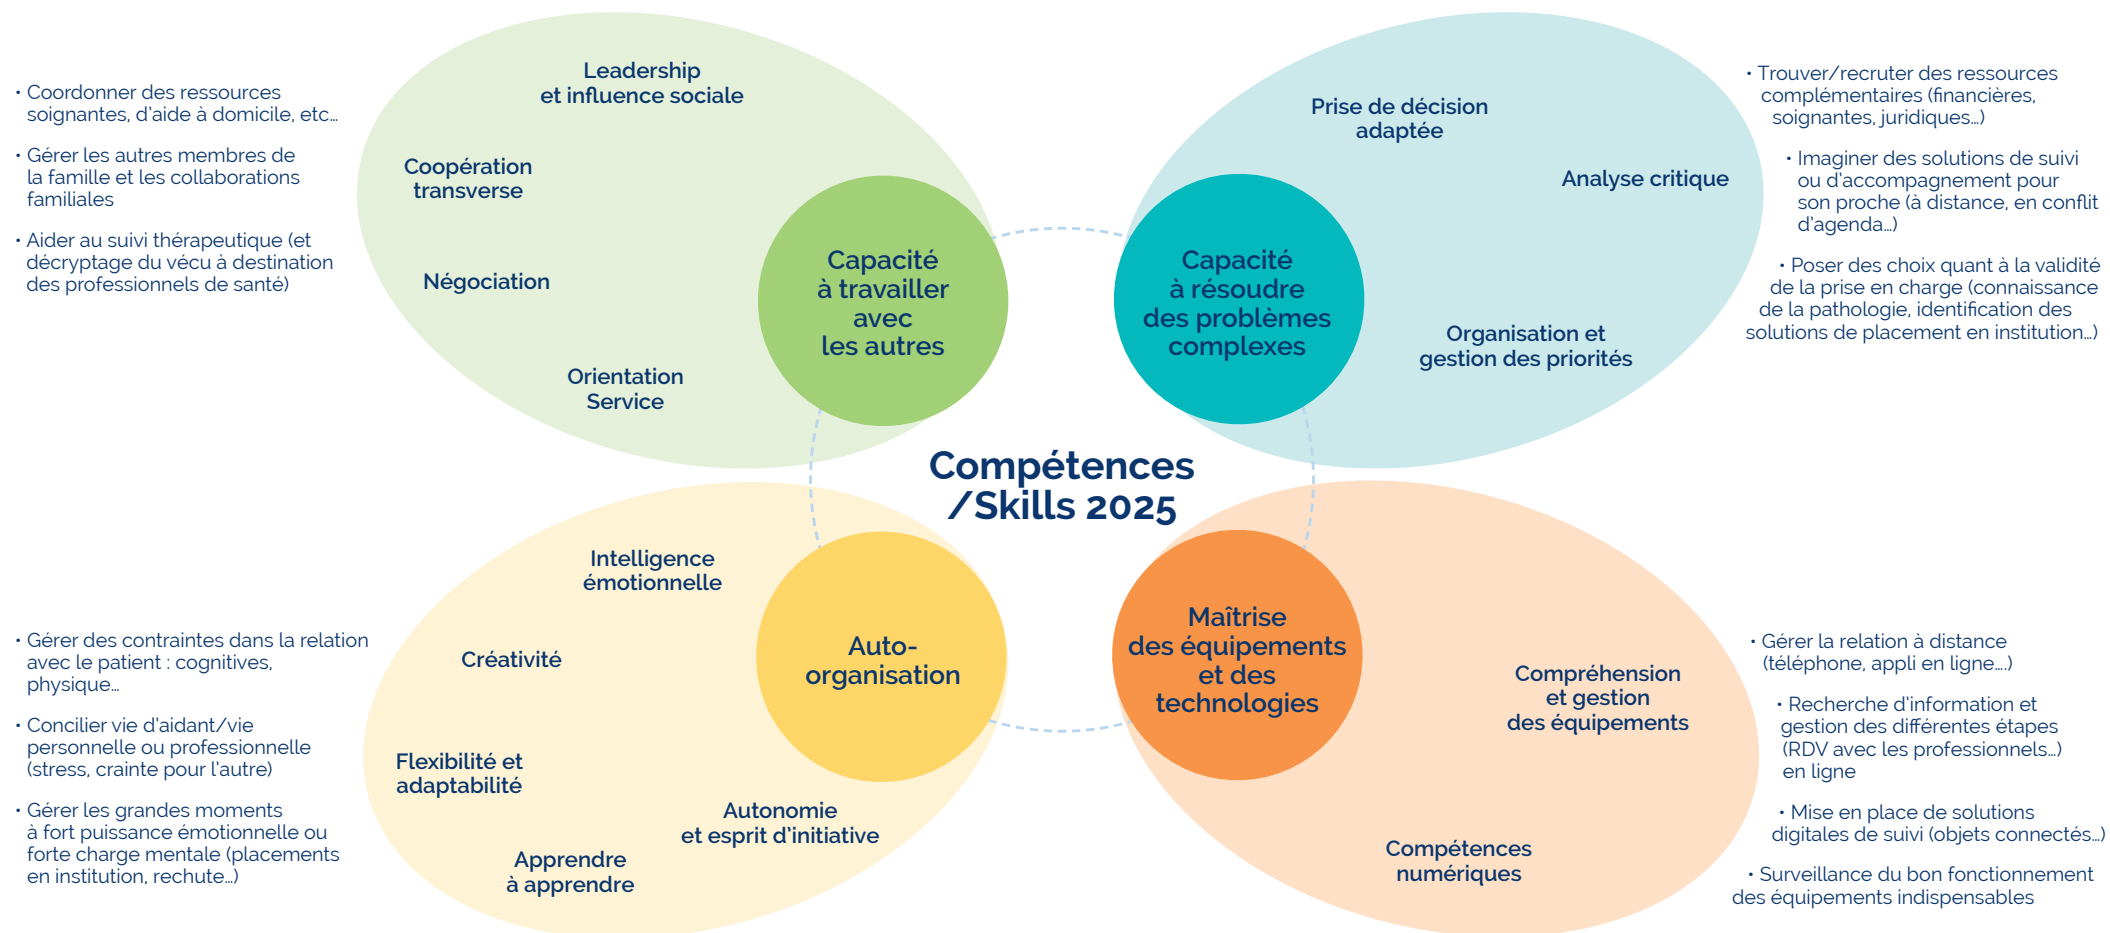 • Coordonner des ressources
soignantes, d'aide à domicile, etc…
• Gérer les autres membres de
la famille et les collaborations
familiales
• Aider au suivi thérapeutique (et
décryptage du vécu à destination
des professionnels de santé)
Leadership
et influence sociale
Coopération
transverse
Négociation
Orientation
Service
Capacité
à travailler
avec
les autres
Capacité
à résoudre
des problèmes
complexes
Prise de décision
adaptée
Analyse critique
Organisation et
gestion des priorités
• Trouver/recruter des ressources
complémentaires (financières,
soignantes, juridiques…)
• Imaginer des solutions de suivi
ou d'accompagnement pour
son proche (à distance, en conflit
d'agenda…)
• Poser des choix quant à la validité
de la prise en charge (connaissance
de la pathologie, identification des
solutions de placement en institution…)
Compétences
/Skills 2025
• Gérer des contraintes dans la relation
avec le patient : cognitives,
physique…
• Concilier vie d'aidant/vie
personnelle ou professionnelle
(stress, crainte pour l'autre)
• Gérer les grandes moments
à fort puissance émotionnelle ou
forte charge mentale (placements
en institution, rechute…)
Intelligence
émotionnelle
Créativité
Flexibilité et
adaptabilité
Autonomie
et esprit d'initiative
Apprendre
à apprendre
Auto-
organisation
Maîtrise
des équipements
et des
technologies
Compréhension
et gestion
des équipements
Compétences
numériques
• Gérer la relation à distance
(téléphone, appli en ligne….)
• Recherche d'information et
gestion des différentes étapes
(RDV avec les professionnels…)
en ligne
• Mise en place de solutions
digitales de suivi (objets connectés…)
• Surveillance du bon fonctionnement
des équipements indispensables